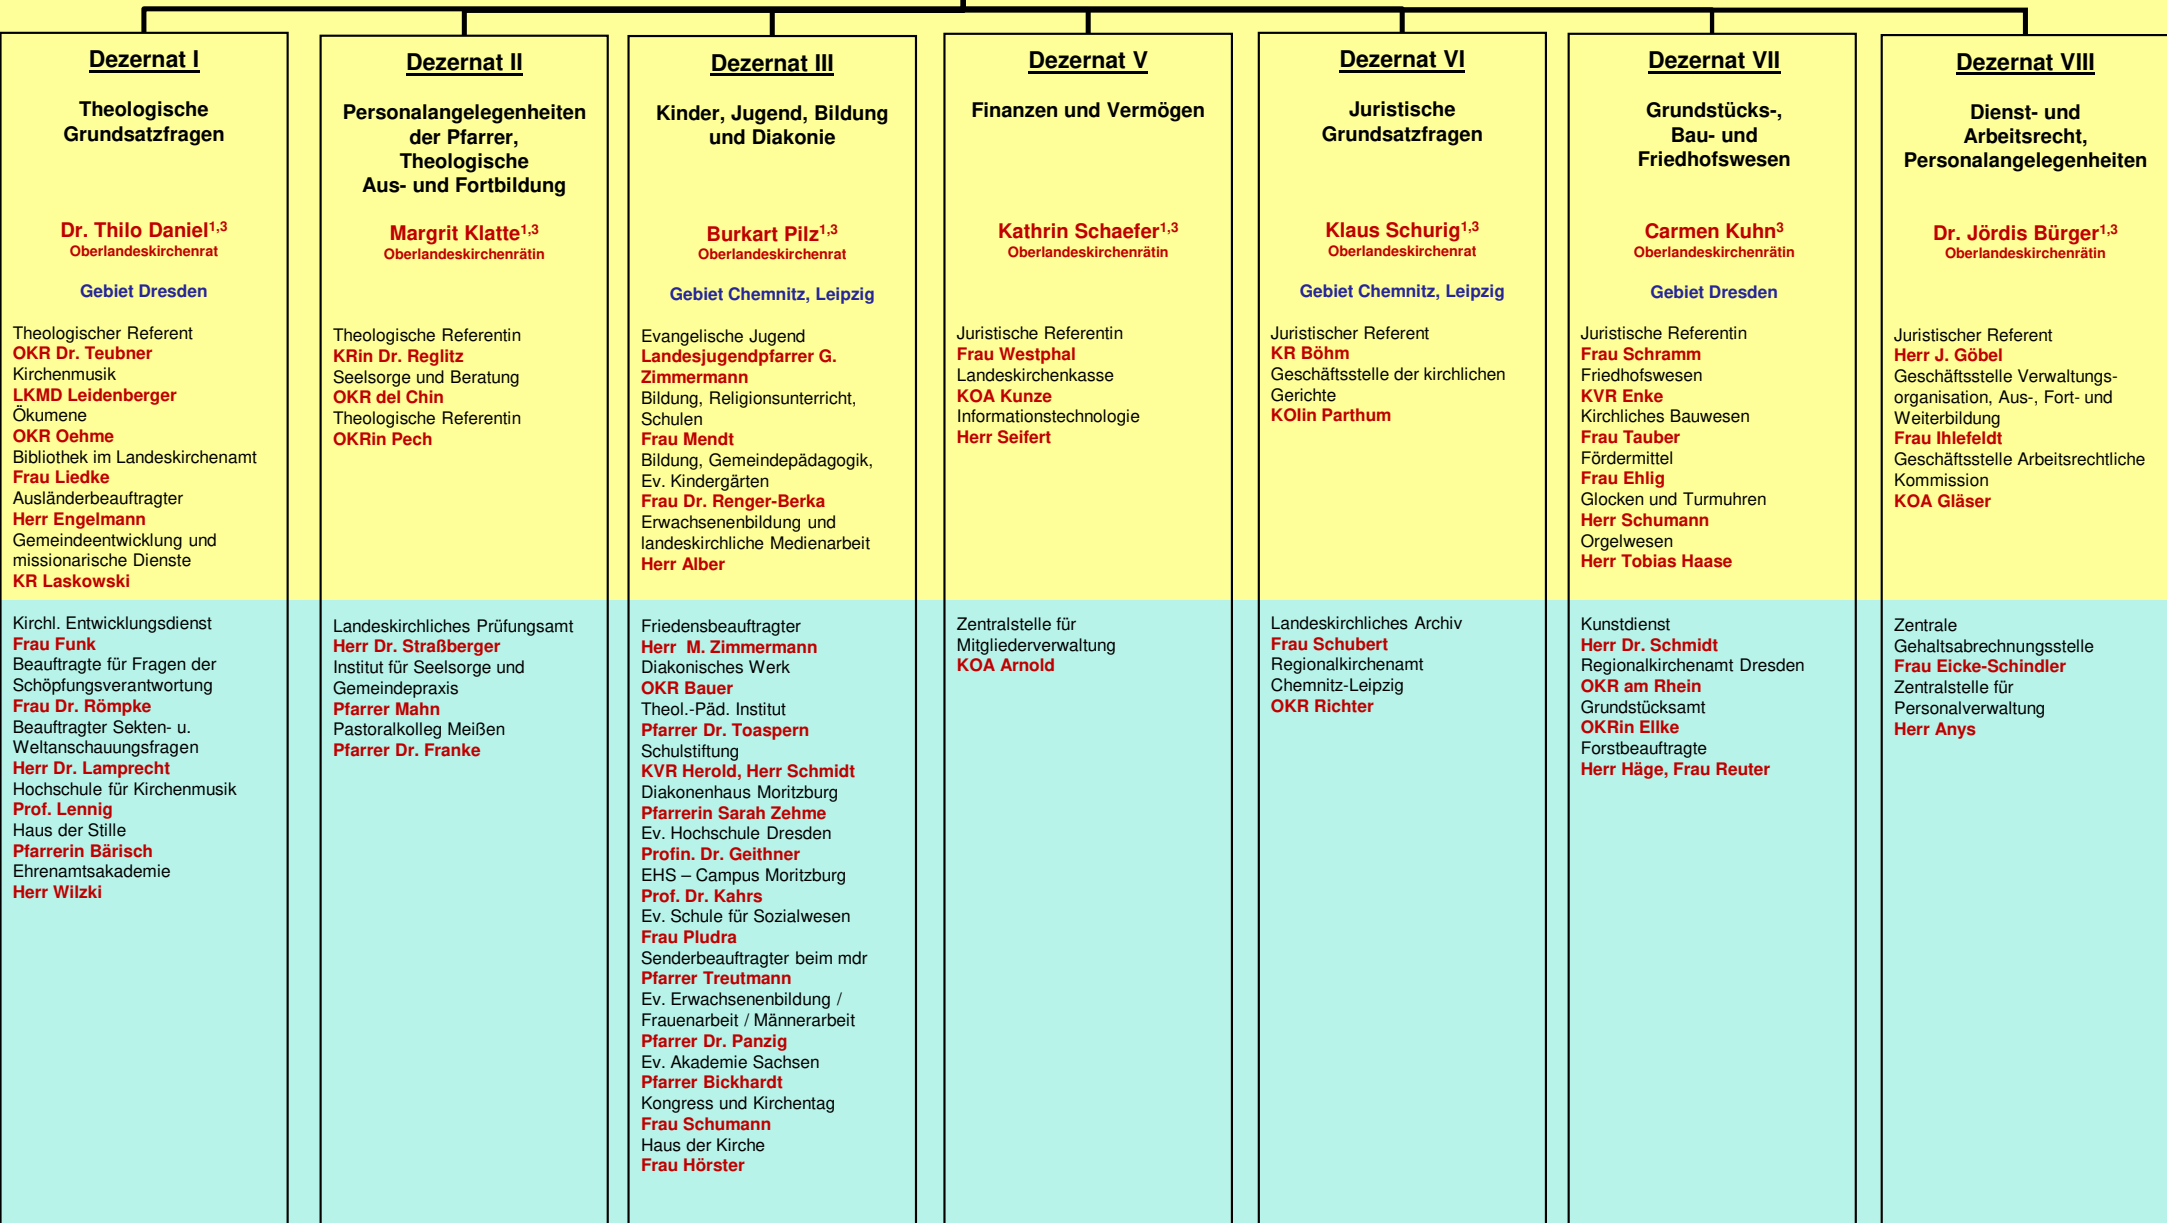 Dezernat I
Theologische
Grundsatzfragen
Dr. Thilo Daniel1,3
Oberlandeskirchenrat
Gebiet Dresden
Theologischer Referent
OKR Dr. Teubner
Kirchenmusik
LKMD Leidenberger
Ökumene
OKR Oehme
Bibliothek im Landeskirchenamt
Frau Liedke
Ausländerbeauftragter
Herr Engelmann
Gemeindeentwicklung und
missionarische Dienste
KR Laskowski
Kirchl. Entwicklungsdienst
Frau Funk
Beauftragte für Fragen der
Schöpfungsverantwortung
Frau Dr. Römpke
Beauftragter Sekten- u.
Weltanschauungsfragen
Herr Dr. Lamprecht
Hochschule für Kirchenmusik
Prof. Lennig
Haus der Stille
Pfarrerin Bärisch
Ehrenamtsakademie
Herr Wilzki
Dezernat II
Personalangelegenheiten
der Pfarrer,
Theologische
Aus- und Fortbildung
Margrit Klatte1,3
Oberlandeskirchenrätin
Theologische Referentin
KRin Dr. Reglitz
Seelsorge und Beratung
OKR del Chin
Theologische Referentin
OKRin Pech
Landeskirchliches Prüfungsamt
Herr Dr. Straßberger
Institut für Seelsorge und
Gemeindepraxis
Pfarrer Mahn
Pastoralkolleg Meißen
Pfarrer Dr. Franke
Dezernat III
Kinder, Jugend, Bildung
und Diakonie
Burkart Pilz1,3
Oberlandeskirchenrat
Gebiet Chemnitz, Leipzig
Evangelische Jugend
Landesjugendpfarrer G.
Zimmermann
Bildung, Religionsunterricht,
Schulen
Frau Mendt
Bildung, Gemeindepädagogik,
Ev. Kindergärten
Frau Dr. Renger-Berka
Erwachsenenbildung und
landeskirchliche Medienarbeit
Herr Alber
Friedensbeauftragter
Herr M. Zimmermann
Diakonisches Werk
OKR Bauer
Theol.-Päd. Institut
Pfarrer Dr. Toaspern
Schulstiftung
KVR Herold, Herr Schmidt
Diakonenhaus Moritzburg
Pfarrerin Sarah Zehme
Ev. Hochschule Dresden
Profin. Dr. Geithner
EHS – Campus Moritzburg
Prof. Dr. Kahrs
Ev. Schule für Sozialwesen
Frau Pludra
Senderbeauftragter beim mdr
Pfarrer Treutmann
Ev. Erwachsenenbildung /
Frauenarbeit / Männerarbeit
Pfarrer Dr. Panzig
Ev. Akademie Sachsen
Pfarrer Bickhardt
Kongress und Kirchentag
Frau Schumann
Haus der Kirche
Frau Hörster
Dezernat V
Finanzen und Vermögen
Kathrin Schaefer1,3
Oberlandeskirchenrätin
Juristische Referentin
Frau Westphal
Landeskirchenkasse
KOA Kunze
Informationstechnologie
Herr Seifert
Zentralstelle für
Mitgliederverwaltung
KOA Arnold
Dezernat VI
Juristische
Grundsatzfragen
Klaus Schurig1,3
Oberlandeskirchenrat
Gebiet Chemnitz, Leipzig
Juristischer Referent
KR Böhm
Geschäftsstelle der kirchlichen
Gerichte
KOIin Parthum
Landeskirchliches Archiv
Frau Schubert
Regionalkirchenamt
Chemnitz-Leipzig
OKR Richter
Dezernat VII
Grundstücks-,
Bau- und
Friedhofswesen
Carmen Kuhn3
Oberlandeskirchenrätin
Gebiet Dresden
Juristische Referentin
Frau Schramm
Friedhofswesen
KVR Enke
Kirchliches Bauwesen
Frau Tauber
Fördermittel
Frau Ehlig
Glocken und Turmuhren
Herr Schumann
Orgelwesen
Herr Tobias Haase
Kunstdienst
Herr Dr. Schmidt
Regionalkirchenamt Dresden
OKR am Rhein
Grundstücksamt
OKRin Ellke
Forstbeauftragte
Herr Häge, Frau Reuter
Dezernat VIII
Dienst- und
Arbeitsrecht,
Personalangelegenheiten
Dr. Jördis Bürger1,3
Oberlandeskirchenrätin
Juristischer Referent
Herr J. Göbel
Geschäftsstelle Verwaltungs-
organisation, Aus-, Fort- und
Weiterbildung
Frau Ihlefeldt
Geschäftsstelle Arbeitsrechtliche
Kommission
KOA Gläser
Zentrale
Gehaltsabrechnungsstelle
Frau Eicke-Schindler
Zentralstelle für
Personalverwaltung
Herr Anys